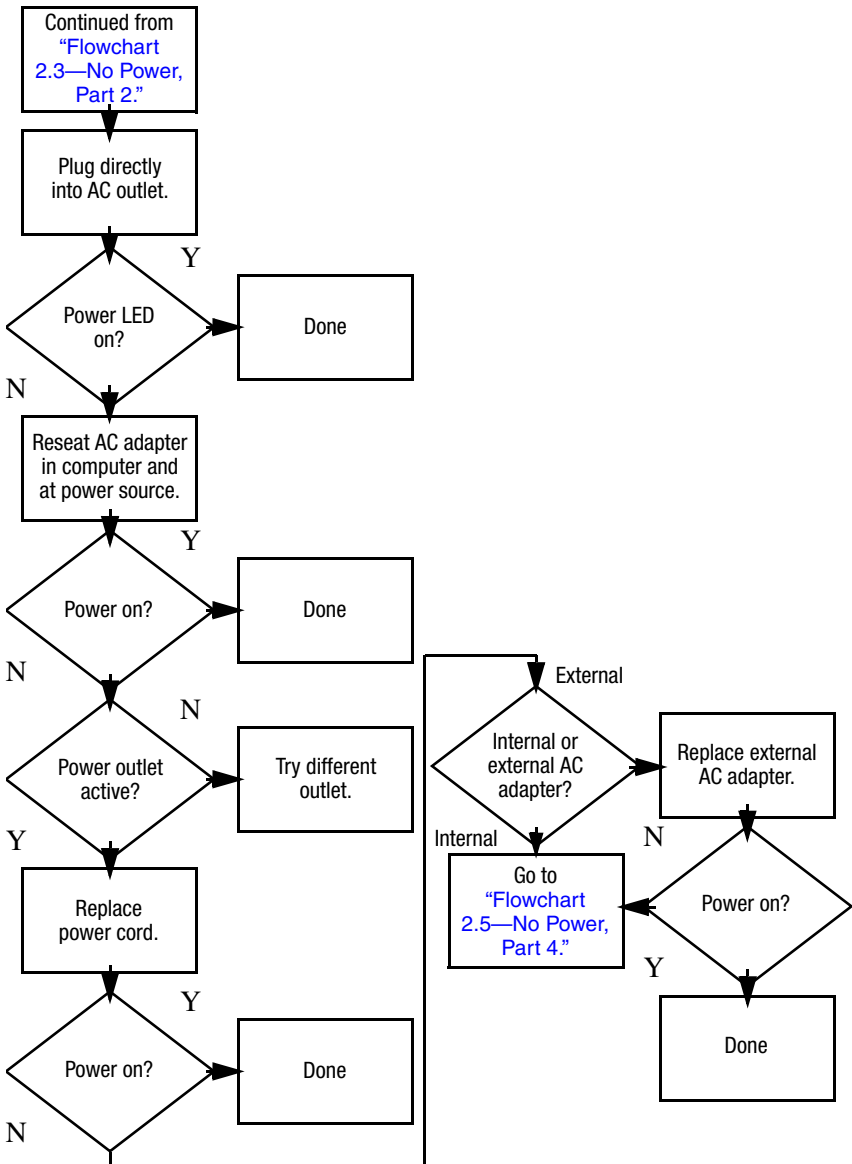 Continued from
“Flowchart
2.3—No Power,
Part 2.”
Plug directly
into AC outlet.
Y
Power LED
on?
Done
N
Reseat AC adapter
in computer and
at power source.
Y
Power on?
Done
N
N
Power outlet
active?
Try different
outlet.
Y
Replace
power cord.
Y
Power on?
Done
N
External
Internal or
external AC
adapter?
Replace external
AC adapter.
Internal
N
Go to
“Flowchart
2.5—No Power,
Part 4.”
Power on?
Y
Done